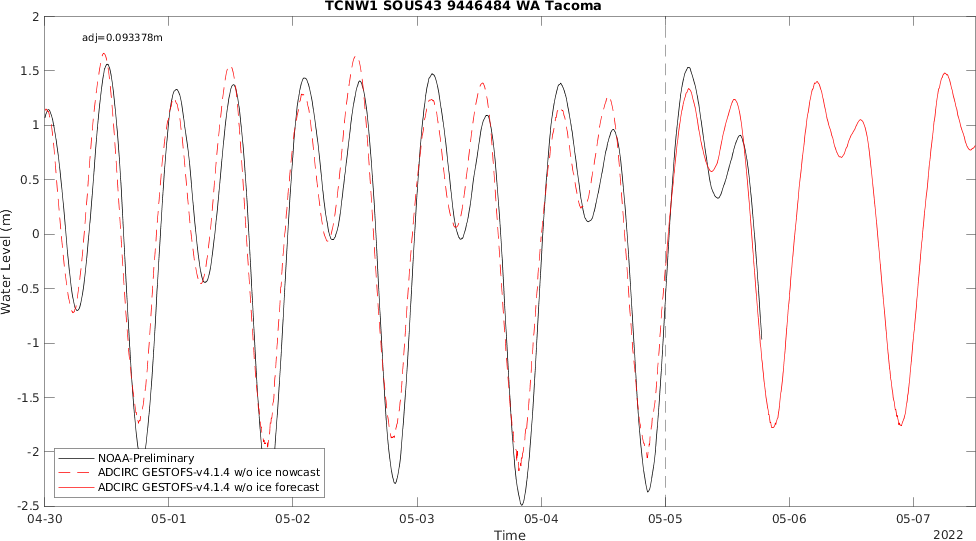 TCNW1 SOUS43 9446484 WA Tacoma
adj=0.093378m
2
1.5
1
0.5
0
-0.5
-1
-1.5
-2
-2.5
Water Level (m)
NOAA-Preliminary
ADCIRC GESTOFS-v4.1.4 w/o ice nowcast
ADCIRC GESTOFS-v4.1.4 w/o ice forecast
04-30 05-01 05-02 05-03 05-04 05-05 05-06 05-07
Time
2022